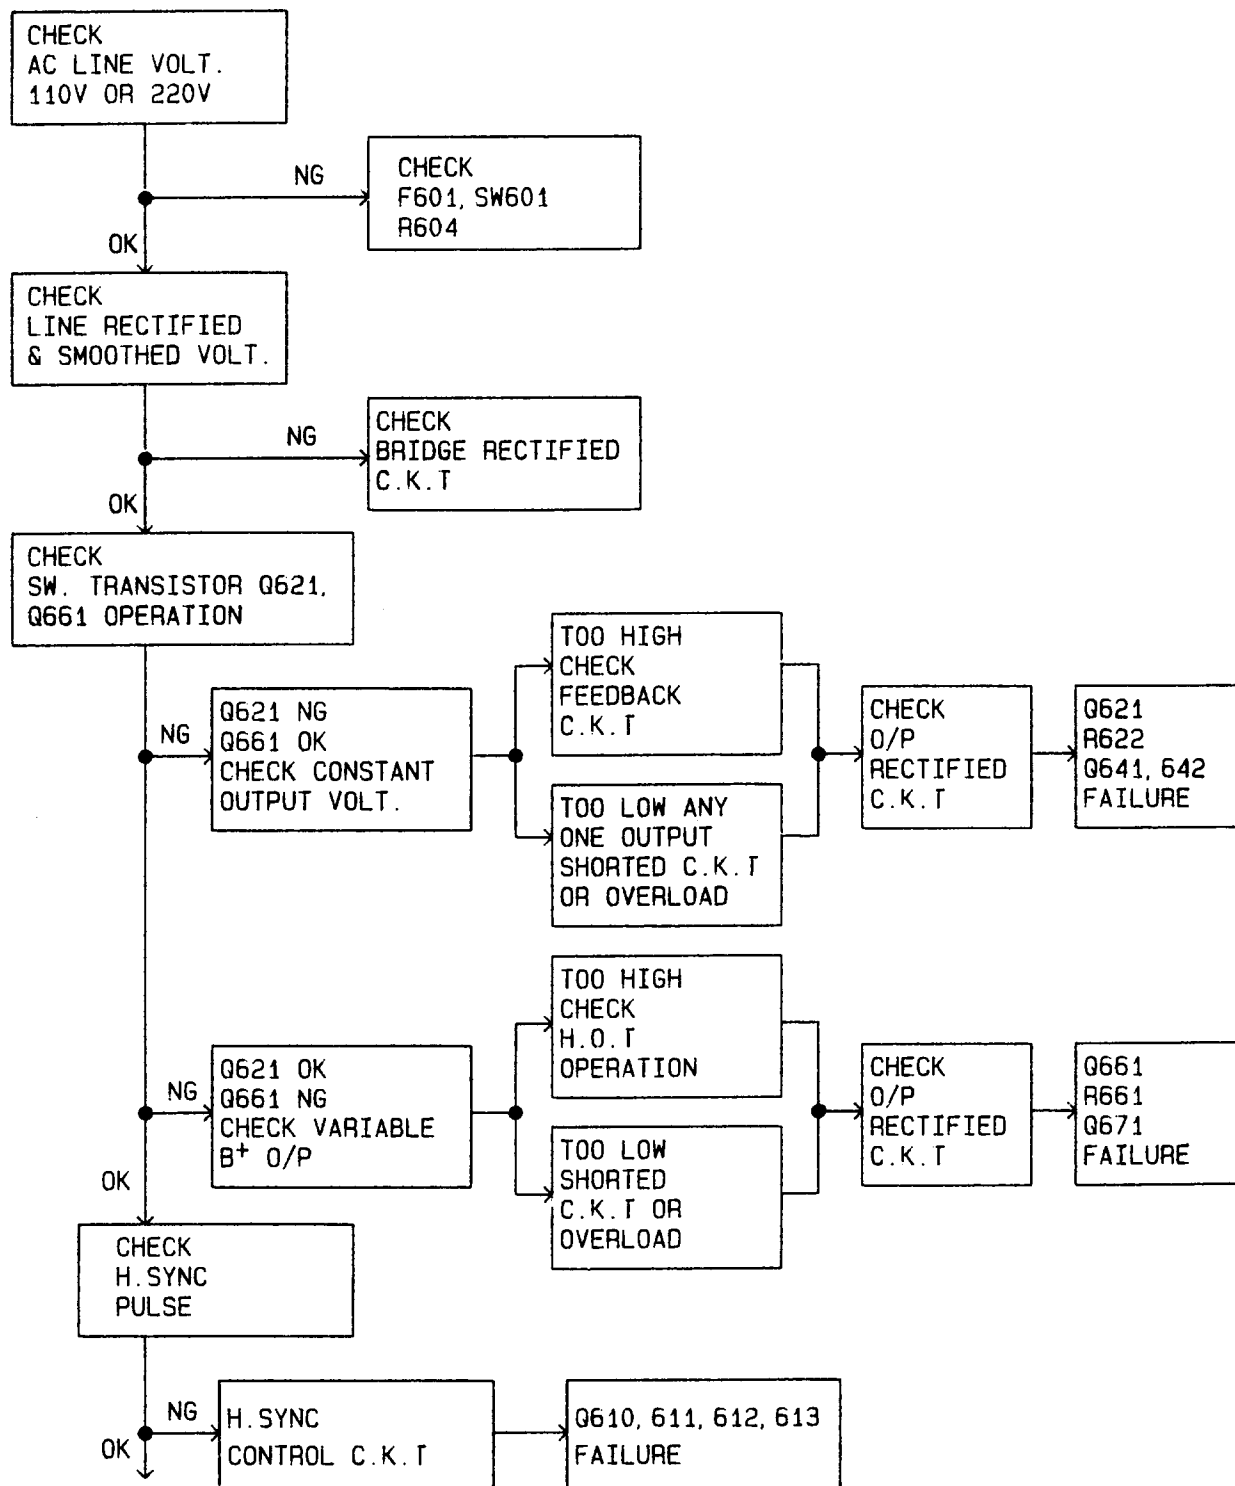 CHECK
AC LINE VOLT.
110V OR 220V
NG
CHECK
F601, SW601
R604
OK
CHECK
LINE RECTIFIED
& SMOOTHED VOLT.
NG
CHECK
BRIDGE RECTIFIED
C.K.T
OK
CHECK
SW. TRANSISTOR Q621,
Q661 OPERATION
NG
Q621 NG
Q661 OK
CHECK CONSTANT
OUTPUT VOLT.
TOO HIGH
CHECK
FEEDBACK
C.K.T
TOO LOW ANY
ONE OUTPUT
SHORTED C.K.T
OR OVERLOAD
CHECK
O/P
RECTIFIED
C.K.T
Q621
R622
Q641, 642
FAILURE
NG
Q621 OK
Q661 NG
CHECK VARIABLE
B+ O/P
TOO HIGH
CHECK
H.O.T
OPERATION
TOO LOW
SHORTED
C.K.T OR
OVERLOAD
CHECK
O/P
RECTIFIED
C.K.T
Q661
R661
Q671
FAILURE
OK
CHECK
H.SYNC
PULSE
NG
H.SYNC
CONTROL C.K.T
Q610, 611, 612, 613
FAILURE
OK